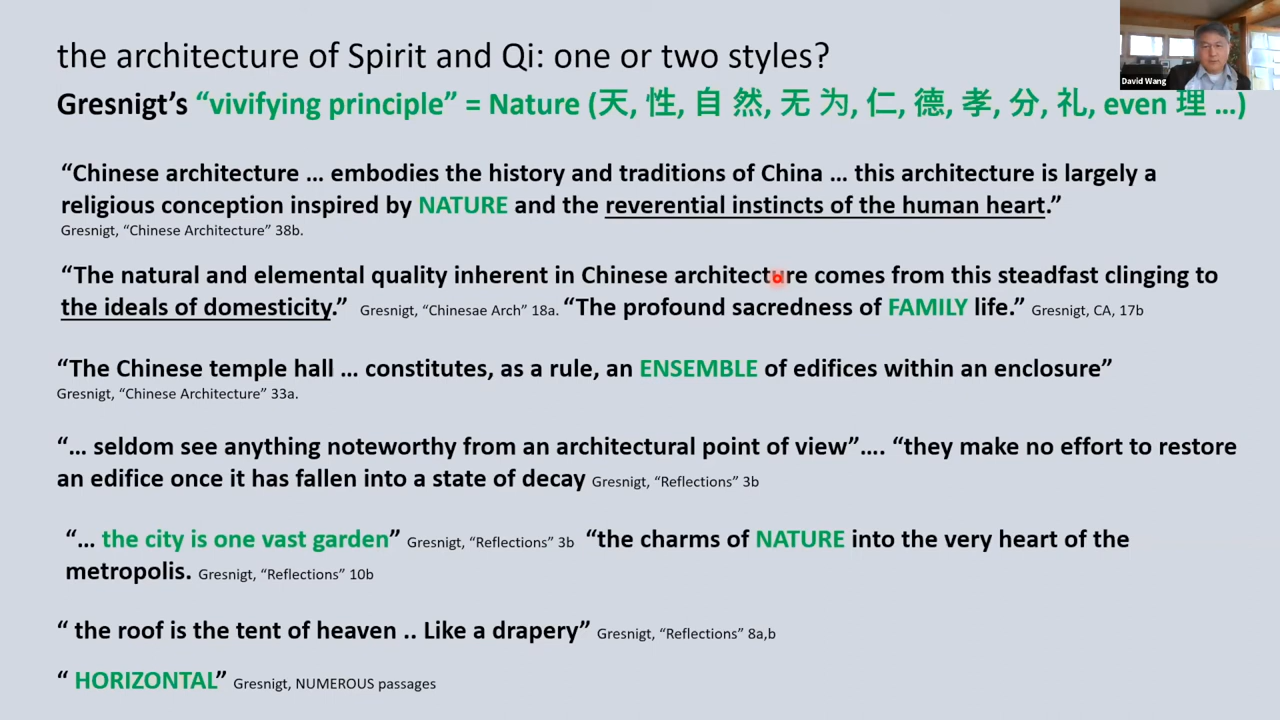 the architecture of Spirit and Qi: one or two styles?
David Wang
Gresnigt’s “vivifying principle” = Nature (天, 性, 自 然, 无 为, 仁, 德, 孝, 分, 礼, even 理 …)
“Chinese architecture … embodies the history and traditions of China … this architecture is largely a
religious conception inspired by NATURE and the reverential instincts of the human heart.”
Gresnigt, “Chinese Architecture” 38b.
“The natural and elemental quality inherent in Chinese architecture comes from this steadfast clinging to
the ideals of domesticity.” Gresnigt, “Chinesae Arch” 18a. “The profound sacredness of FAMILY life.” Gresnigt, CA, 17b
“The Chinese temple hall … constitutes, as a rule, an ENSEMBLE of edifices within an enclosure”
Gresnigt, “Chinese Architecture” 33a.
“… seldom see anything noteworthy from an architectural point of view”…. “they make no effort to restore
an edifice once it has fallen into a state of decay Gresnigt, “Reflections” 3b
“… the city is one vast garden” Gresnigt, “Reflections” 3b “the charms of NATURE into the very heart of the
metropolis. Gresnigt, “Reflections” 10b
“ the roof is the tent of heaven .. Like a drapery” Gresnigt, “Reflections” 8a,b
“ HORIZONTAL” Gresnigt, NUMEROUS passages